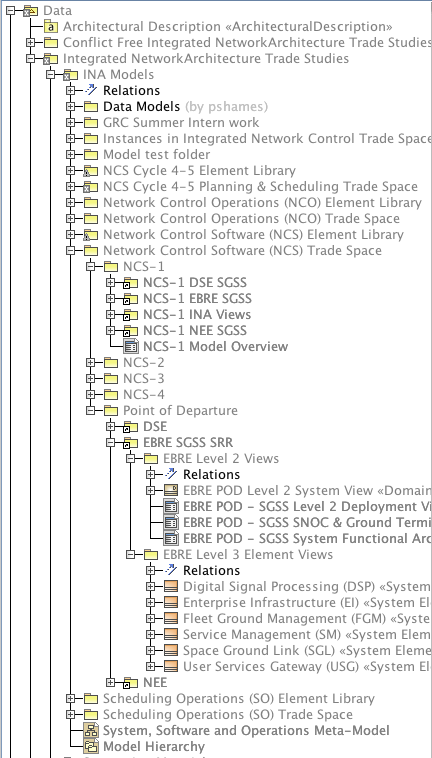 Data
Architectural Description «ArchitecturalDescription»
Conflict Free Integrated NetworkArchitecture Trade Studies
Integrated NetworkArchitecture Trade Studies
INA Models
Relations
Data Models (by pshames)
GRC Summer Intern work
Instances in Integrated Network Control Trade Space
Model test folder
NCS Cycle 4-5 Element Library
NCS Cycle 4-5 Planning & Scheduling Trade Space
Network Control Operations (NCO) Element Library
Network Control Operations (NCO) Trade Space
Network Control Software (NCS) Element Library
Network Control Software (NCS) Trade Space
NCS-1
NCS-1 DSE SGSS
NCS-1 EBRE SGSS
NCS-1 INA Views
NCS-1 NEE SGSS
NCS-1 Model Overview
NCS-2
NCS-3
NCS-4
Point of Departure
DSE
EBRE SGSS SRR
EBRE Level 2 Views
Relations
EBRE POD Level 2 System View «Domain
EBRE POD - SGSS Level 2 Deployment Vi
EBRE POD - SGSS SNOC & Ground Termi
EBRE POD - SGSS System Functional Arc
EBRE Level 3 Element Views
Relations
Digital Signal Processing (DSP) «System
Enterprise Infrastructure (EI) «System El
Fleet Ground Management (FGM) «Syste
Service Management (SM) «System Elem
Space Ground Link (SGL) «System Eleme
User Services Gateway (USG) «System El
NEE
Scheduling Operations (SO) Element Library
Scheduling Operations (SO) Trade Space
System, Software and Operations Meta-Model
Model Hierarchy